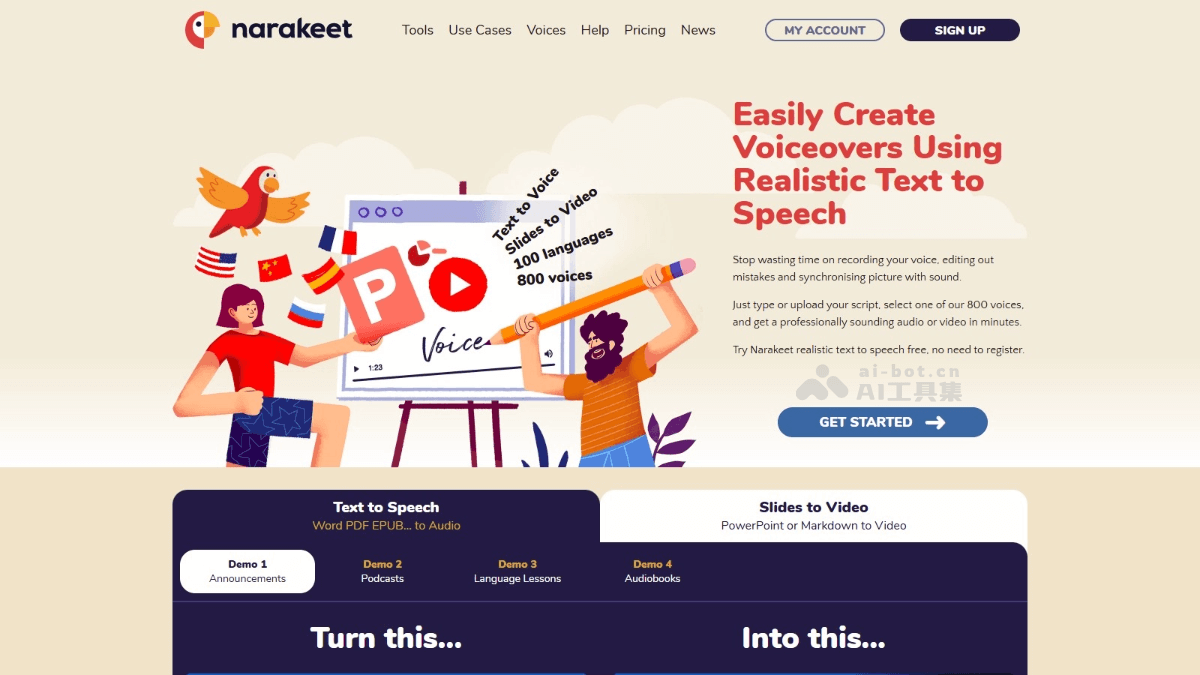 narakeet
Tools Use Cases Voices Help Pricing News
MY ACCOUNT
SIGN UP
Easily Create
Voiceovers Using
Realistic Text to
Speech
Text to Voice
Slides to Video
100 languages
800 voices
P
Voice
1:23
Stop wasting time on recording your voice, editing out
mistakes and synchronising picture with sound.
Just type or upload your script, select one of our 800 voices,
and get a professionally sounding audio or video in minutes.
Try Narakeet realistic text to speech free, no need to register.
ai-bot.cn
AI工具集
GET STARTED
Text to Speech
Word PDF EPUB... to Audio
Slides to Video
PowerPoint or Markdown to Video
Demo 1
Announcements
Demo 2
Podcasts
Demo 3
Language Lessons
Demo 4
Audiobooks
Turn this...
Into this...